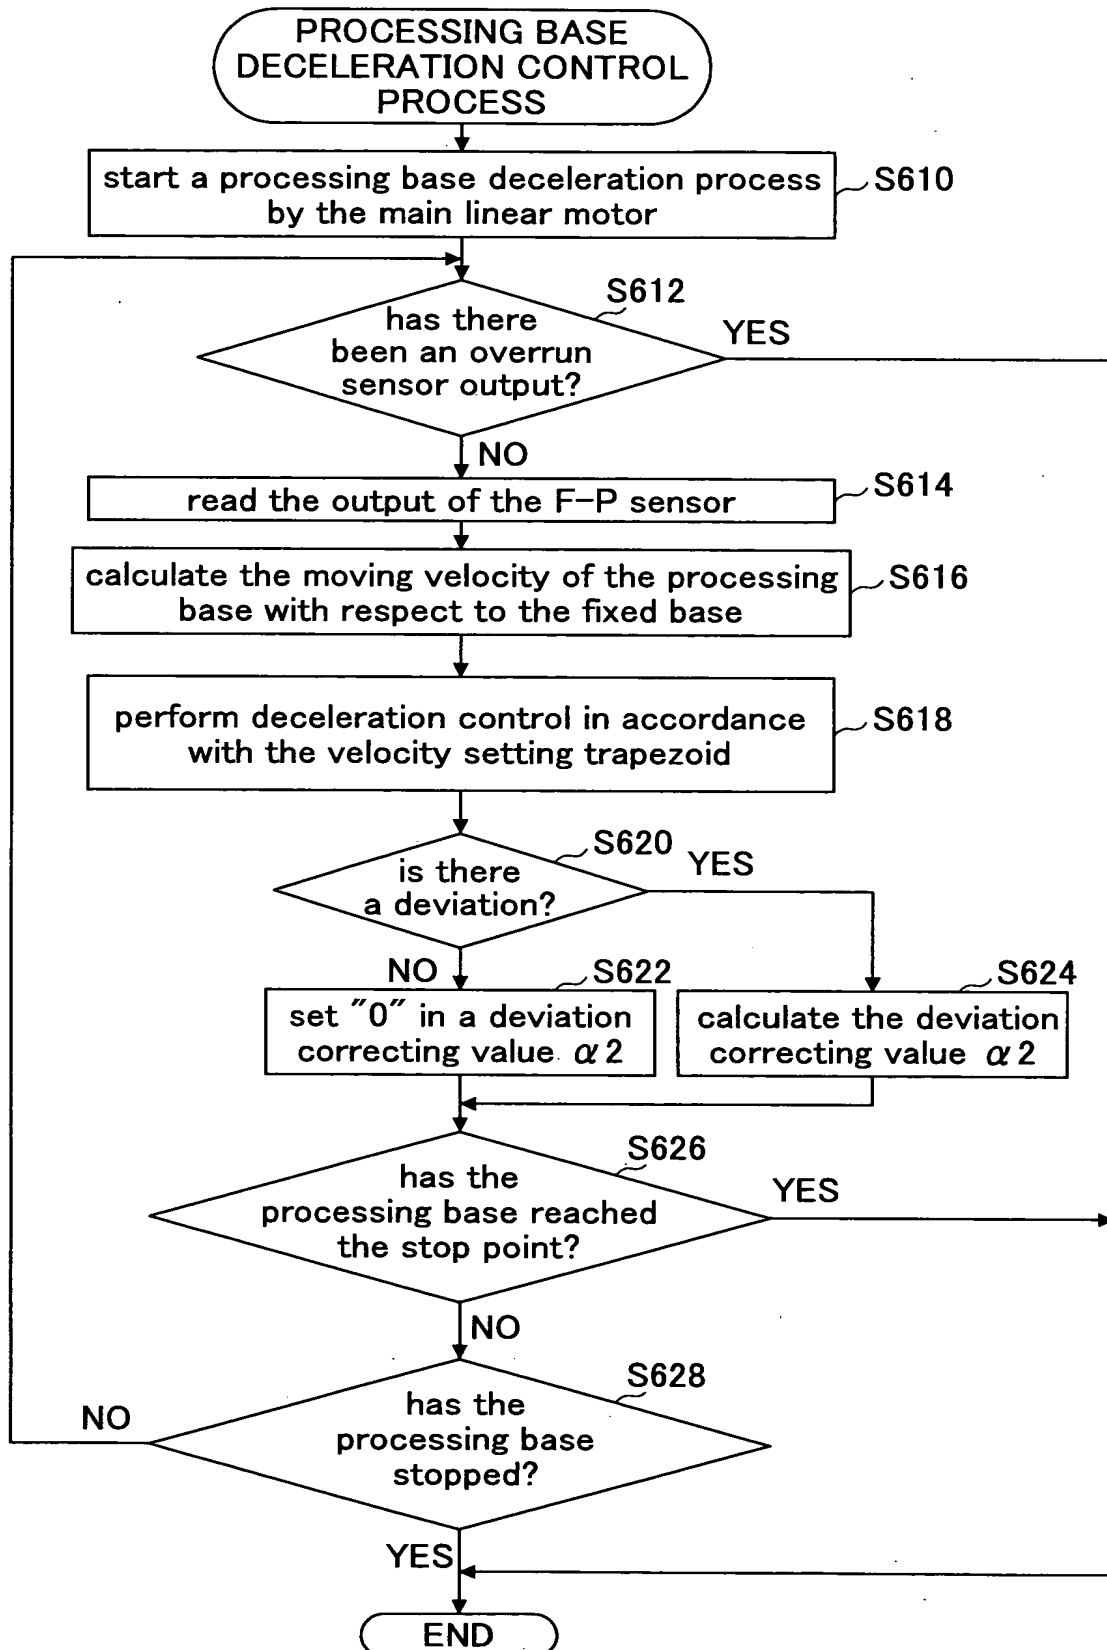 PROCESSING BASE
DECELERATION CONTROL
PROCESS
start a processing base deceleration process
by the main linear motor
S610
S612
has there
been an overrun
sensor output?
YES
NO
read the output of the F-P sensor
S614
calculate the moving velocity of the processing
base with respect to the fixed base
S616
perform deceleration control in accordance
with the velocity setting trapezoid
S618
S620
is there
a deviation?
YES
NO
S622
set "0" in a deviation
correcting value α2
S624
calculate the deviation
correcting value α2
S626
has the
processing base reached
the stop point?
YES
NO
S628
has the
processing base
stopped?
NO
YES
END